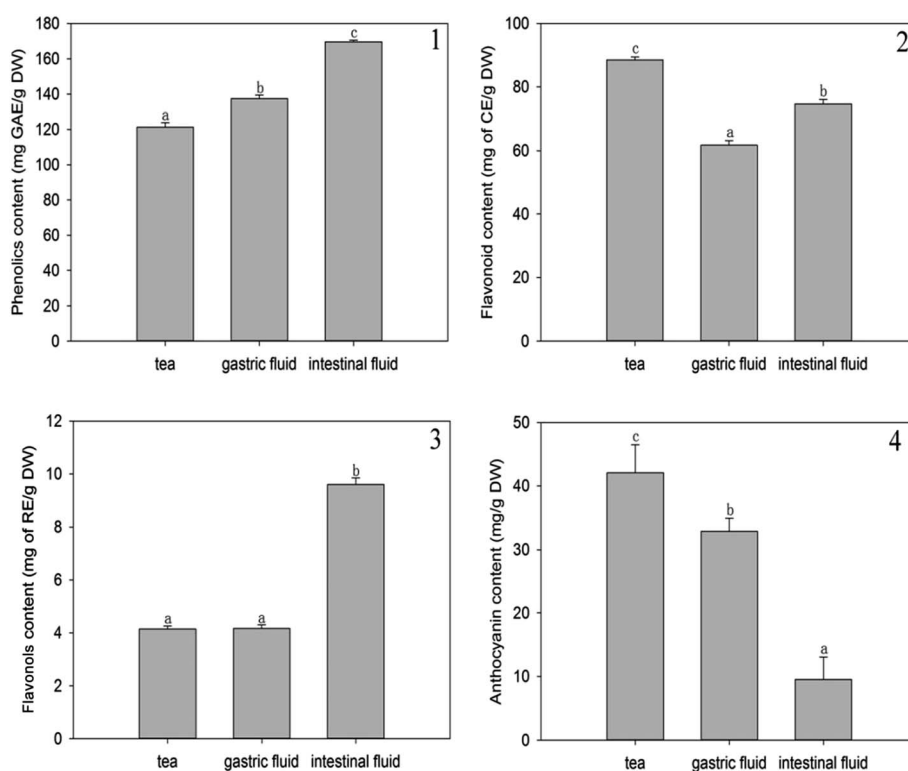 1
Phenolics content (mg GAE/g DW)
180
160
140
120
100
80
60
40
20
0
a
b
c
tea gastric fluid intestinal fluid
2
Flavonoid content (mg of CE/g DW)
100
80
60
40
20
0
c
a
b
tea gastric fluid intestinal fluid
3
Flavonols content (mg of RE/g DW)
12
10
8
6
4
2
0
a
a
b
tea gastric fluid intestinal fluid
4
Anthocyanin content (mg/g DW)
50
40
30
20
10
0
c
b
a
tea gastric fluid intestinal fluid